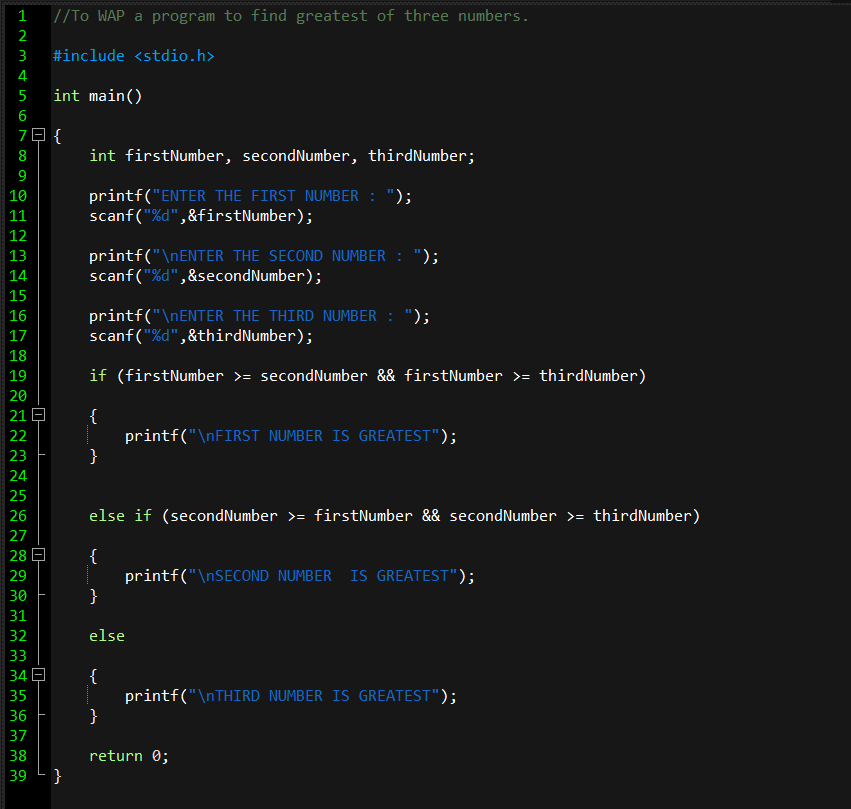 1 //To WAP a program to find greatest of three numbers.
2
3 #include <stdio.h>
4
5 int main()
6
7 {
8     int firstNumber, secondNumber, thirdNumber;
9
10     printf("ENTER THE FIRST NUMBER : ");
11     scanf("%d",&firstNumber);
12
13     printf("\nENTER THE SECOND NUMBER : ");
14     scanf("%d",&secondNumber);
15
16     printf("\nENTER THE THIRD NUMBER : ");
17     scanf("%d",&thirdNumber);
18
19     if (firstNumber >= secondNumber && firstNumber >= thirdNumber)
20
21     {
22         printf("\nFIRST NUMBER IS GREATEST");
23     }
24
25
26     else if (secondNumber >= firstNumber && secondNumber >= thirdNumber)
27
28     {
29         printf("\nSECOND NUMBER  IS GREATEST");
30     }
31
32     else
33
34     {
35         printf("\nTHIRD NUMBER IS GREATEST");
36     }
37
38     return 0;
39 }